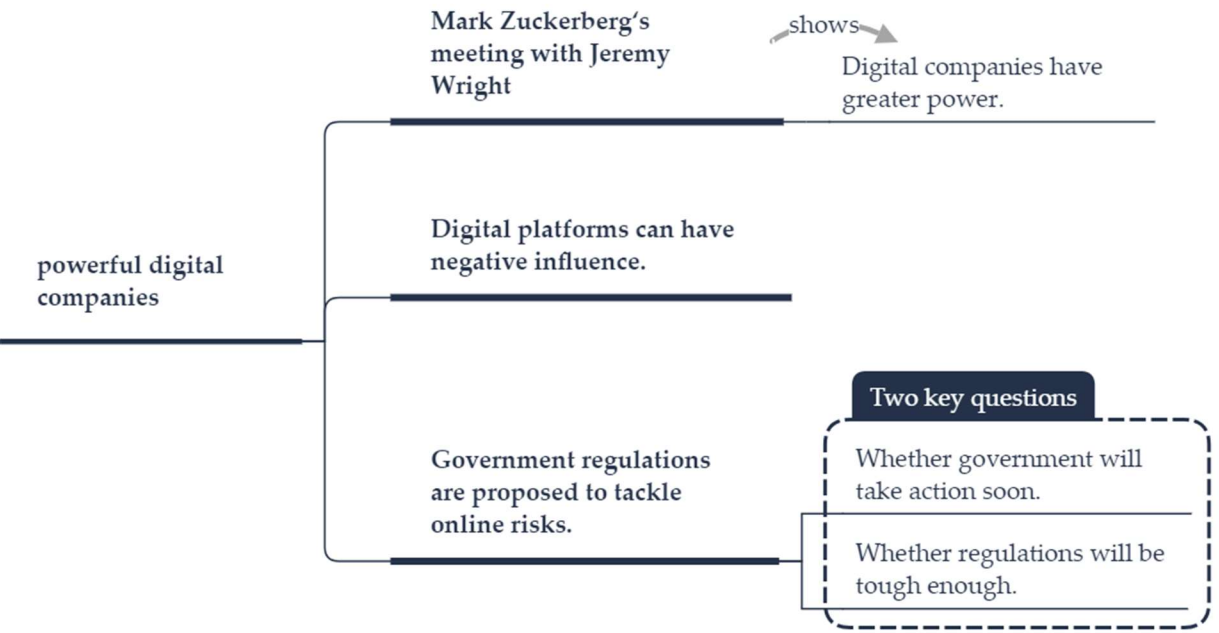 Mark Zuckerberg‘s
meeting with Jeremy
Wright
shows
Digital companies have
greater power.
Digital platforms can have
negative influence.
powerful digital
companies
Two key questions
Government regulations
are proposed to tackle
online risks.
Whether government will
take action soon.
Whether regulations will be
tough enough.